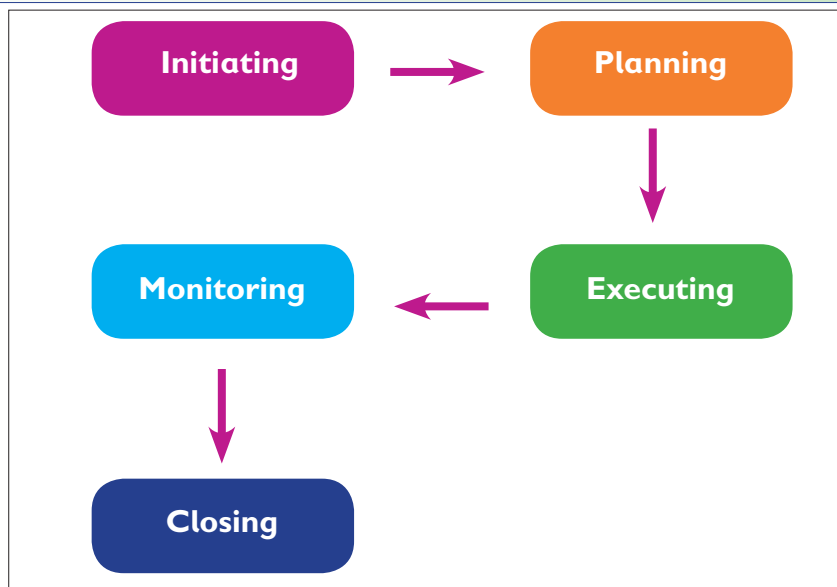 Initiating
Planning
Executing
Monitoring
Closing